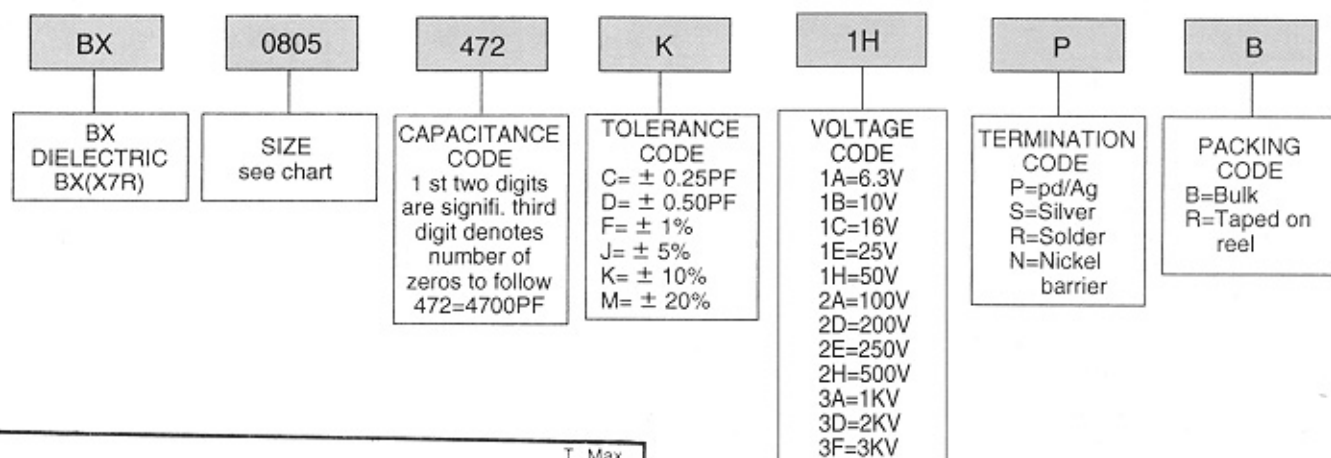 BX
0805
472
K
1H
P
B
BX
DIELECTRIC
BX(X7R)
SIZE
see chart
CAPACITANCE
CODE
1 st two digits
are signifi. third
digit denotes
number of
zeros to follow
472=4700PF
TOLERANCE
CODE
C= ± 0.25PF
D= ± 0.50PF
F= ± 1%
J= ± 5%
K= ± 10%
M= ± 20%
VOLTAGE
CODE
1A=6.3V
1B=10V
1C=16V
1E=25V
1H=50V
2A=100V
2D=200V
2E=250V
2H=500V
3A=1KV
3D=2KV
3F=3KV
TERMINATION
CODE
P=pd/Ag
S=Silver
R=Solder
N=Nickel
barrier
PACKING
CODE
B=Bulk
R=Taped on
reel
T Max